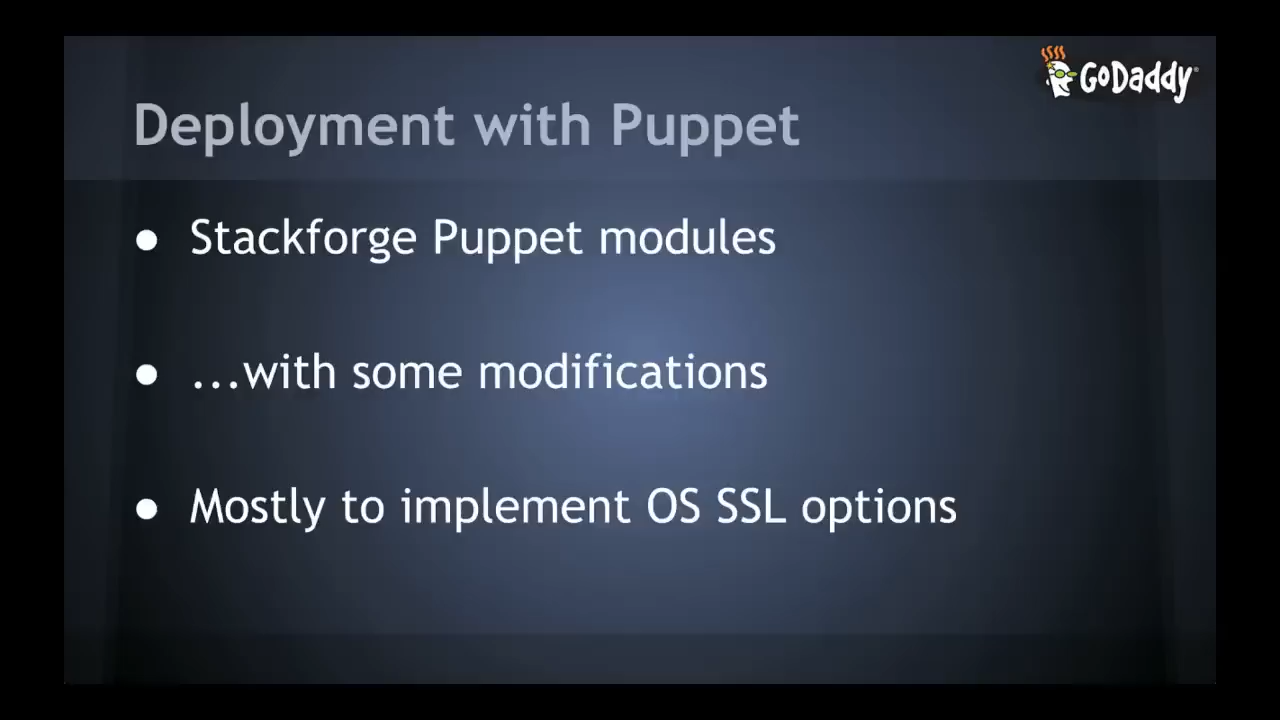 GoDaddy
Deployment with Puppet
● Stackforge Puppet modules
● ...with some modifications
● Mostly to implement OS SSL options